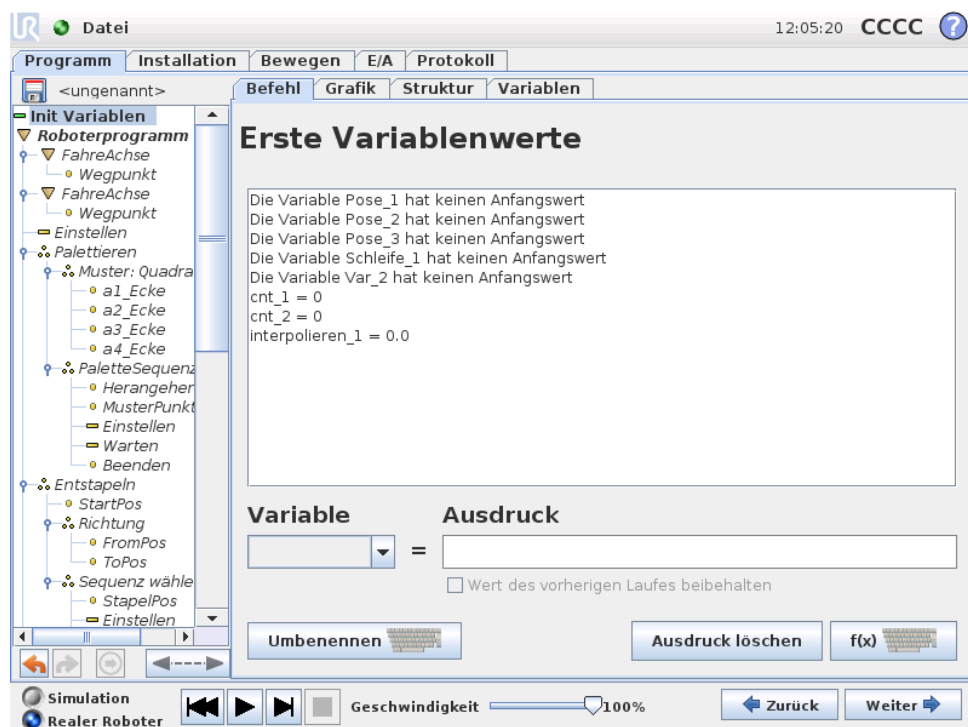 UR Datei 12:05:20 CCCC ?
Programm Installation Bewegen E/A Protokoll
<ungenannt>
Befehl Grafik Struktur Variablen
Init Variablen
Roboterprogramm
FahreAchse
Wegpunkt
FahreAchse
Wegpunkt
Einstellen
Palettieren
Muster: Quadra
a1_Ecke
a2_Ecke
a3_Ecke
a4_Ecke
PaletteSequenz
Herangehen
MusterPunkt
Einstellen
Warten
Beenden
Entstapeln
StartPos
Richtung
FromPos
ToPos
Sequenz wähle
StapelPos
Einstellen
Erste Variablenwerte
Die Variable Pose_1 hat keinen Anfangswert
Die Variable Pose_2 hat keinen Anfangswert
Die Variable Pose_3 hat keinen Anfangswert
Die Variable Schleife_1 hat keinen Anfangswert
Die Variable Var_2 hat keinen Anfangswert
cnt_1 = 0
cnt_2 = 0
interpolieren_1 = 0.0
Variable Ausdruck
=
Wert des vorherigen Laufes beibehalten
Umbenennen Ausdruck löschen f(x)
Simulation
Realer Roboter
Geschwindigkeit 100% Zurück Weiter